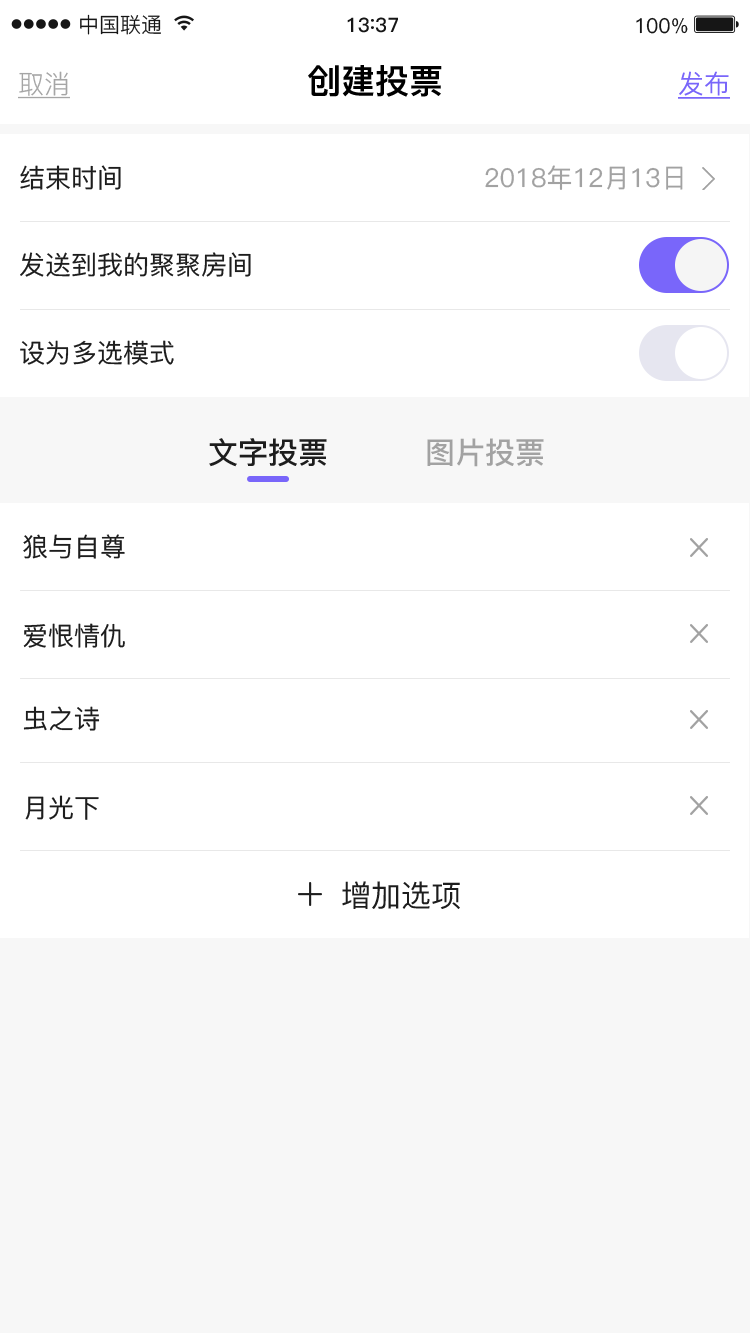 中国联通 13:37 100%
取消 创建投票 发布
结束时间 2018年12月13日
发送到我的聚聚房间
设为多选模式
文字投票 图片投票
狼与自尊
爱恨情仇
虫之诗
月光下
增加选项